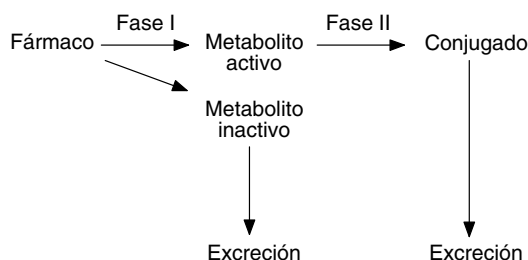 Fase I
Fase II
Fármaco
Metabolito
activo
Conjugado
Metabolito
inactivo
Excreción
Excreción